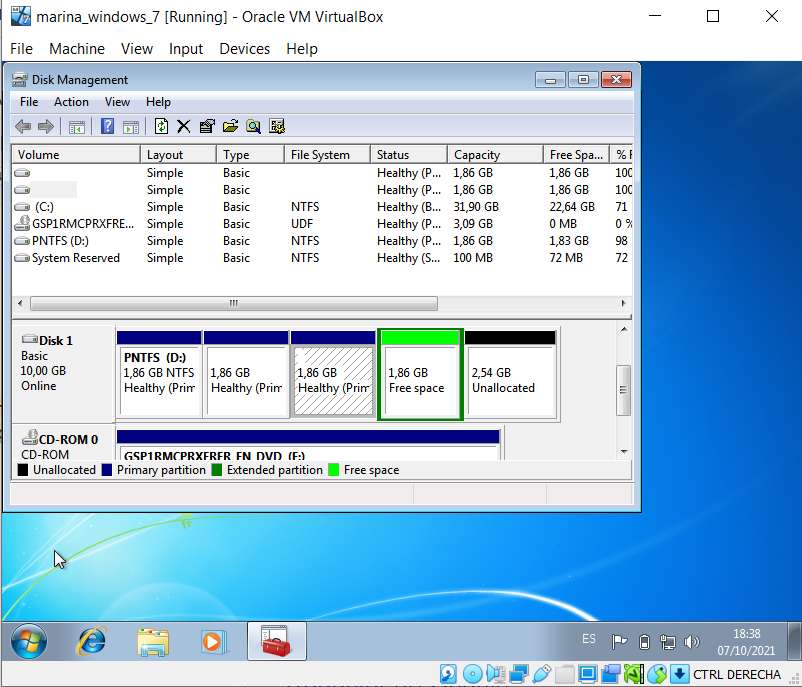 marina_windows_7 [Running] - Oracle VM VirtualBox
File Machine View Input Devices Help
Disk Management
File Action View Help
Volume Layout Type File System Status Capacity Free Spa... % F
Simple Basic Healthy (P... 1,86 GB 1,86 GB 100
Simple Basic Healthy (P... 1,86 GB 1,86 GB 100
(C:) Simple Basic NTFS Healthy (B... 31,90 GB 22,64 GB 71
GSP1RMCPRXFRE... Simple Basic UDF Healthy (P... 3,09 GB 0 MB 0 %
PNTFS (D:) Simple Basic NTFS Healthy (P... 1,86 GB 1,83 GB 98
System Reserved Simple Basic NTFS Healthy (S... 100 MB 72 MB 72
Disk 1
Basic
10,00 GB
Online
PNTFS (D:)
1,86 GB NTFS
Healthy (Prim
1,86 GB
Healthy (Prim
1,86 GB
Healthy (Prim
1,86 GB
Free space
2,54 GB
Unallocated
CD-ROM 0
CD-ROM
GSP1RMCPRXFRER_EN_DVD (E:)
Unallocated Primary partition Extended partition Free space
ES
18:38
07/10/2021
CTRL DERECHA